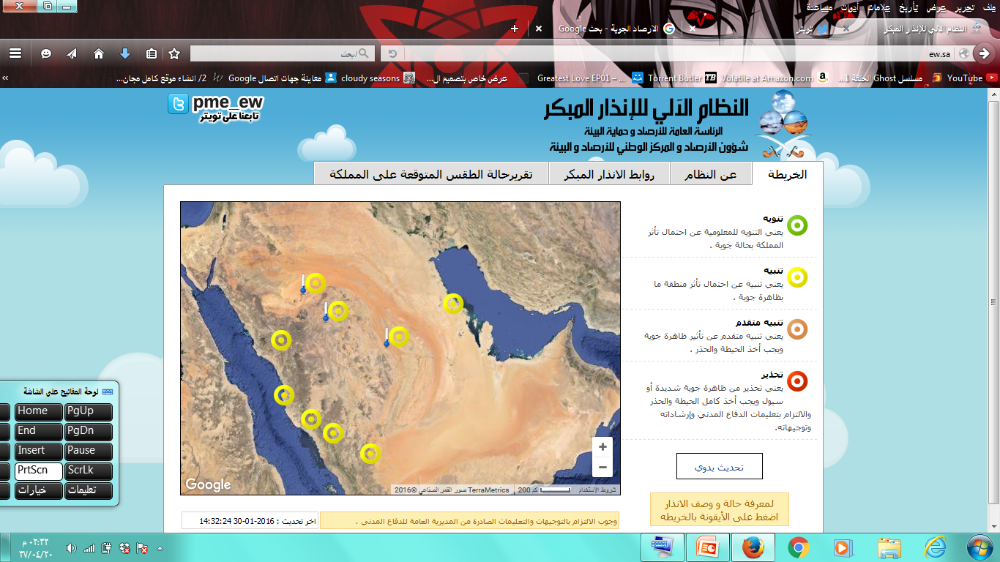 ملف تحرير عرض تأريخ علامات أدوات مساعدة
النظام الآلي للإنذار المبكر
تويتر
الارصاد الجوية - بحث Google
ew.sa
ابحث
YouTube
مسلسل Ghost الحلقة 1...
Volatile at Amazon.com
Torrent Butler
Greatest Love EP01 – ...
عرض خاص بتصميم ال...
cloudy seasons
معاينة جهات اتصال Google
2/ انشاء موقع كامل مجان...
النظام الآلي للإنذار المبكر
الرئاسة العامة للأرصاد و حماية البيئة
شؤون الأرصاد و المركز الوطني للأرصاد و البيئة
pme_ew
تابعنا على تويتر
الخريطة
عن النظام
روابط الانذار المبكر
تقريرحالة الطقس المتوقعة على المملكة
تنويه
يعني التنويه للمعلومية عن احتمال تأثر
المملكة بحالة جوية .
تنبيه
يعني تنبيه عن احتمال تأثر منطقة ما
بظاهرة جوية .
تنبيه متقدم
يعني تنبيه متقدم عن تأثير ظاهرة جوية
ويجب أخذ الحيطة والحذر .
تحذير
يعني تحذير من ظاهرة جوية شديدة أو
سيول ويجب أخذ كامل الحيطة والحذر
والالتزام بتعليمات الدفاع المدني وإرشاداته
وتوجيهاته.
تحديث يدوي
لمعرفة حالة و وصف الانذار
اضغط على الأيقونة بالخريطه
+
−
Google
شروط الاستخدام
200 كم
صور القمر الصناعي ©2016 TerraMetrics
وجوب الالتزام بالتوجيهات والتعليمات الصادرة من المديرية العامة للدفاع المدني .
اخر تحديث : 2016-01-30 14:32:24
لوحة المفاتيح على الشاشة
Home PgUp
End PgDn
Insert Pause
PrtScn ScrLk
خيارات تعليمات
٠٢:٣٢ م
٣٧/٠٤/٢٠